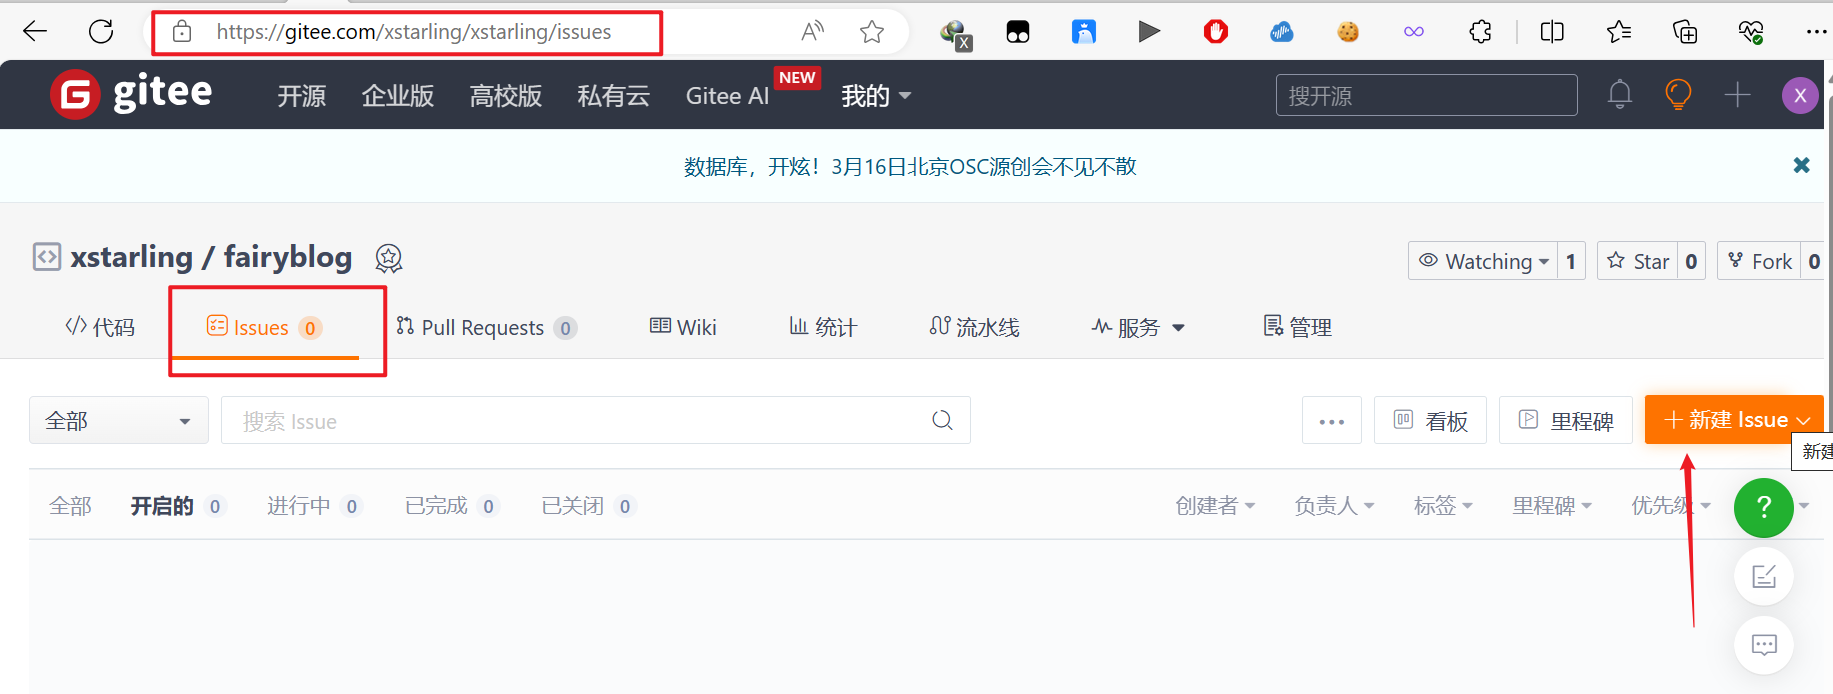 https://gitee.com/xstarling/xstarling/issues
gitee 开源 企业版 高校版 私有云 Gitee AI NEW 我的 搜开源 X
数据库，开炫！3月16日北京OSC源创会不见不散
xstarling / fairyblog Watching 1 Star 0 Fork 0
代码 Issues 0 Pull Requests 0 Wiki 统计 流水线 服务 管理
全部 搜索 Issue ... 看板 里程碑 + 新建 Issue
新建
全部 开启的 0 进行中 0 已完成 0 已关闭 0 创建者 负责人 标签 里程碑 优先级 ?